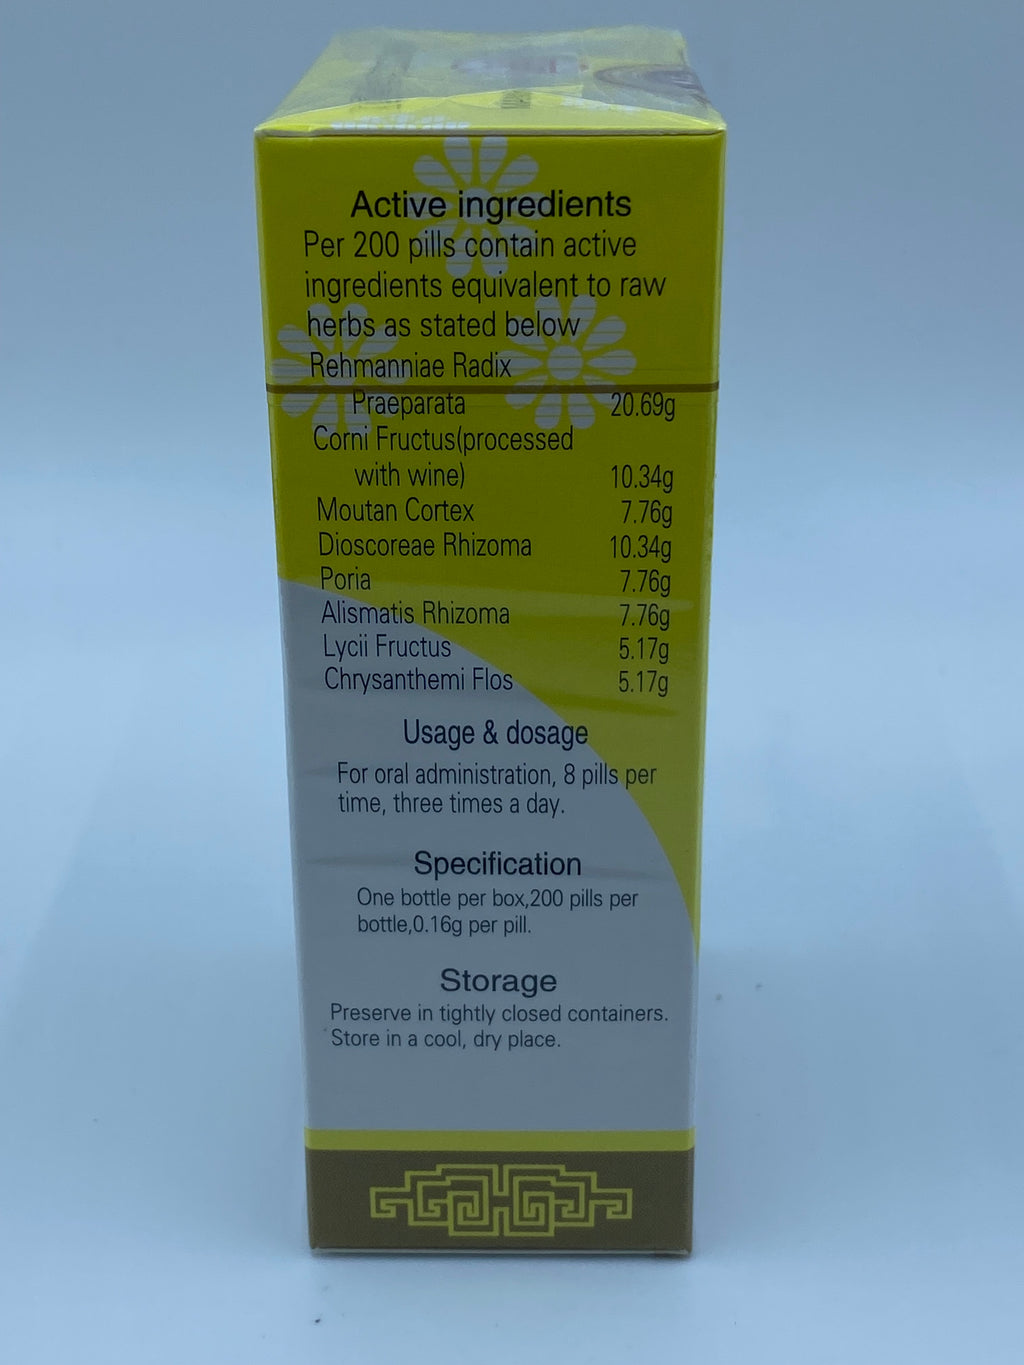 Active ingredients
Per 200 pills contain active
ingredients equivalent to raw
herbs as stated below
Rehmanniae Radix
Praeparata 20.69g
Corni Fructus(processed
with wine) 10.34g
Moutan Cortex 7.76g
Dioscoreae Rhizoma 10.34g
Poria 7.76g
Alismatis Rhizoma 7.76g
Lycii Fructus 5.17g
Chrysanthemi Flos 5.17g
Usage & dosage
For oral administration, 8 pills per
time, three times a day.
Specification
One bottle per box,200 pills per
bottle,0.16g per pill.
Storage
Preserve in tightly closed containers.
Store in a cool, dry place.